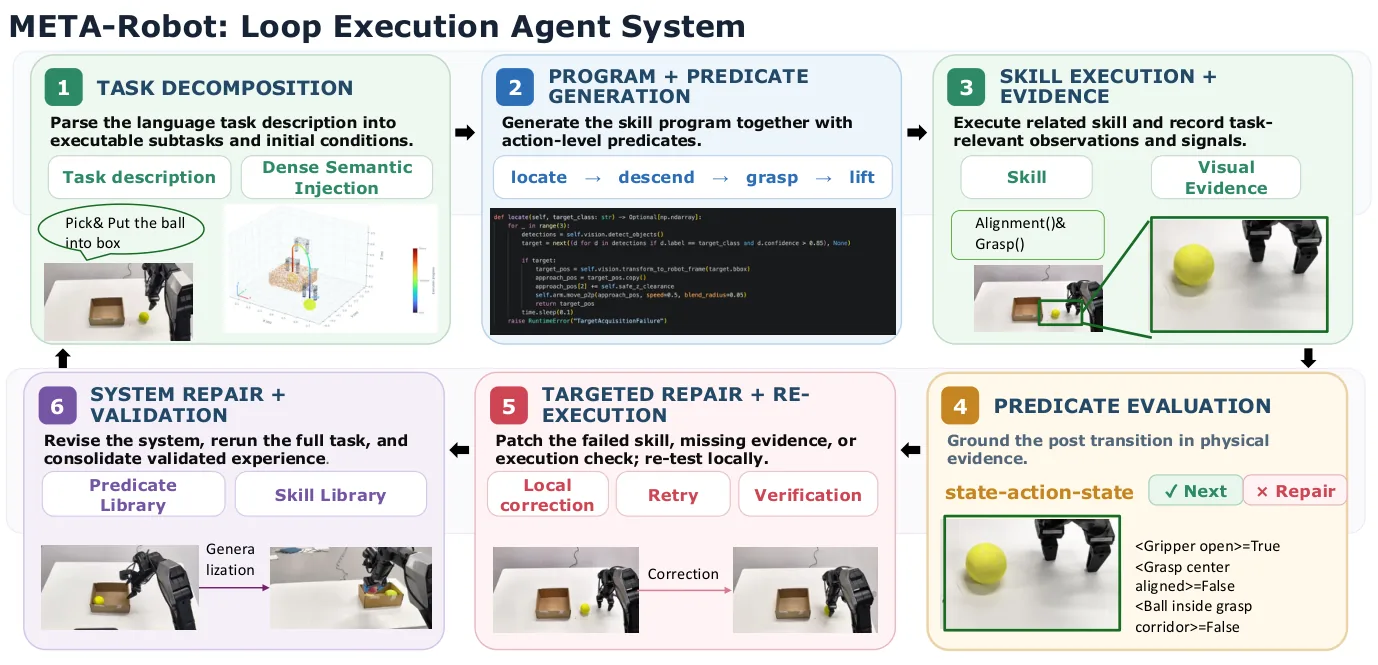 META-Robot: Loop Execution Agent System
1
TASK DECOMPOSITION
Parse the language task description into
executable subtasks and initial conditions.
Task description
Dense Semantic
Injection
Pick& Put the ball
into box
2
PROGRAM + PREDICATE
GENERATION
Generate the skill program together with
action-level predicates.
locate → descend → grasp → lift
def locate(self, target_class: str) -> Optional[np.ndarray]:
for _ in range(3):
detections = self.vision.detect_objects()
target = next((d for d in detections if d.label == target_class and d.confidence > 0.85), None)
if target:
target_pos = self.vision.transform_to_robot_frame(target.bbox)
approach_pos = target_pos.copy()
approach_pos[2] += self.safe_z_clearance
self.arm.move_p2p(approach_pos, speed=0.5, blend_radius=0.05)
return target_pos
time.sleep(0.1)
raise RuntimeError("TargetAcquisitionFailure")
3
SKILL EXECUTION +
EVIDENCE
Execute related skill and record task-
relevant observations and signals.
Skill
Visual
Evidence
Alignment()&
Grasp()
4
PREDICATE EVALUATION
Ground the post transition in physical
evidence.
state-action-state
✓ Next
× Repair
<Gripper open>=True
<Grasp center
aligned>=False
<Ball inside grasp
corridor>=False
5
TARGETED REPAIR + RE-
EXECUTION
Patch the failed skill, missing evidence, or
execution check; re-test locally.
Local
correction
Retry
Verification
Correction
6
SYSTEM REPAIR +
VALIDATION
Revise the system, rerun the full task, and
consolidate validated experience.
Predicate
Library
Skill Library
Genera
lization